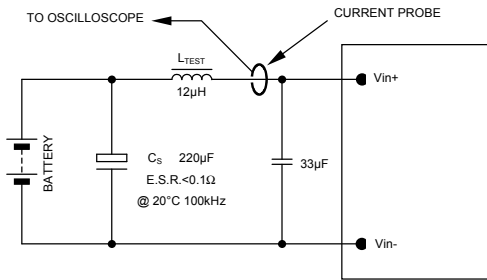 TO OSCILLOSCOPE
CURRENT PROBE
LTEST
12µH
Vin+
BATTERY
CS 220µF
E.S.R.<0.1Ω
@ 20°C 100kHz
33µF
Vin-